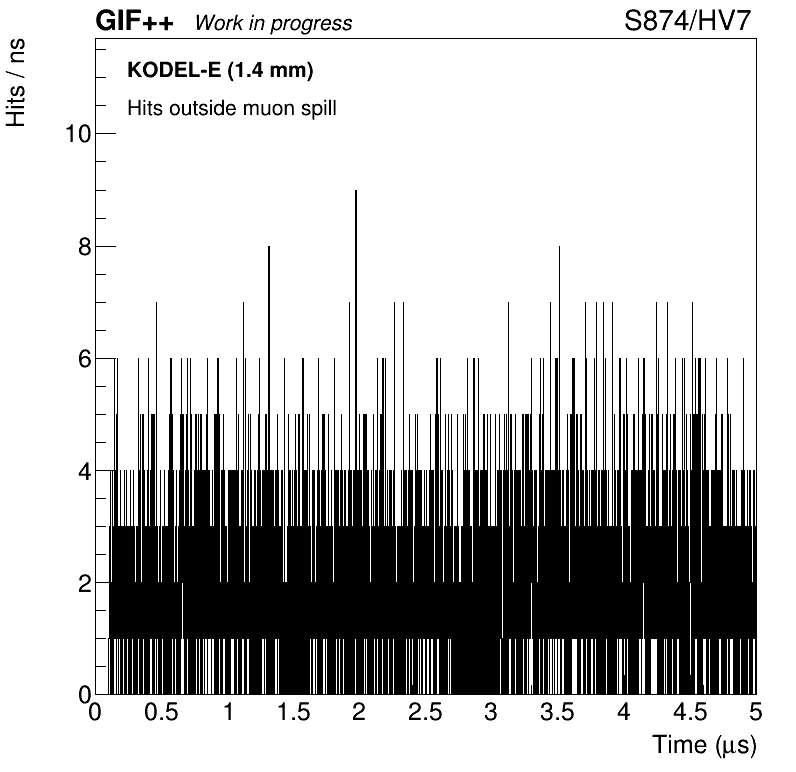 GIF++ Work in progress S874/HV7
Hits / ns
KODEL-E (1.4 mm)
Hits outside muon spill
10
8
6
4
2
0
0 0.5 1 1.5 2 2.5 3 3.5 4 4.5 5
Time (μs)